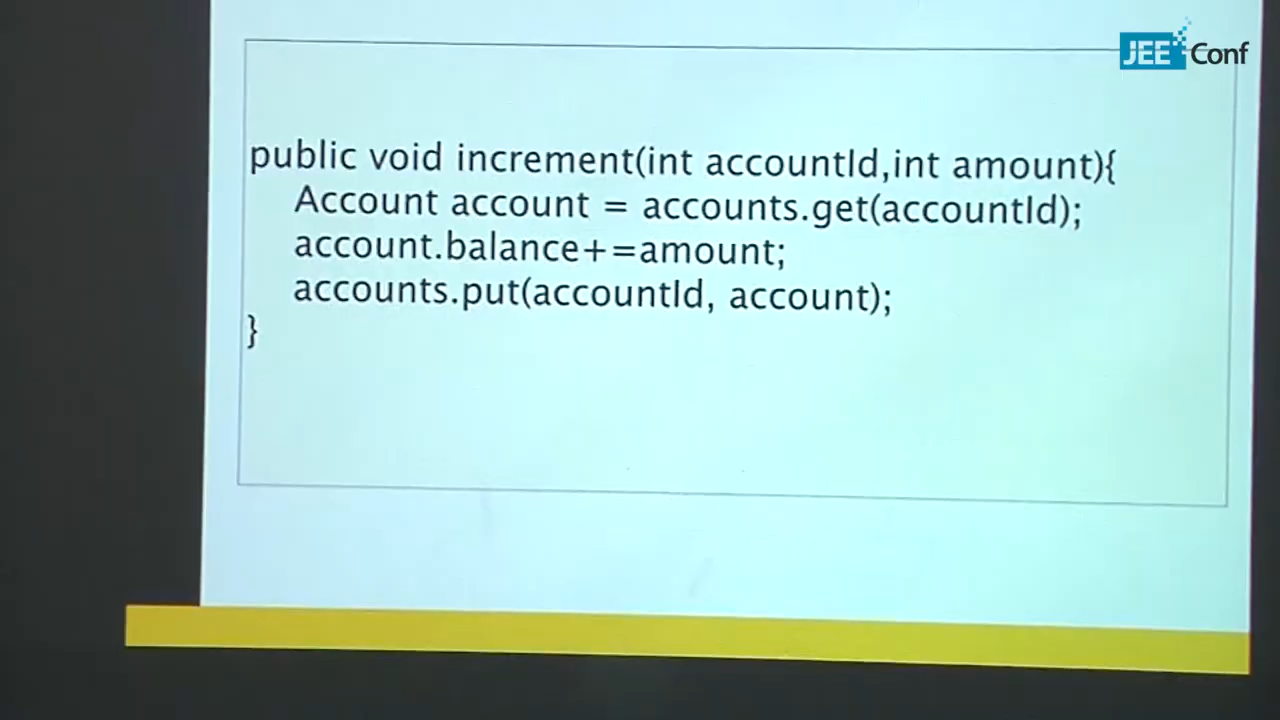 JEE Conf
public void increment(int accountId,int amount){
Account account = accounts.get(accountId);
account.balance+=amount;
accounts.put(accountId, account);
}